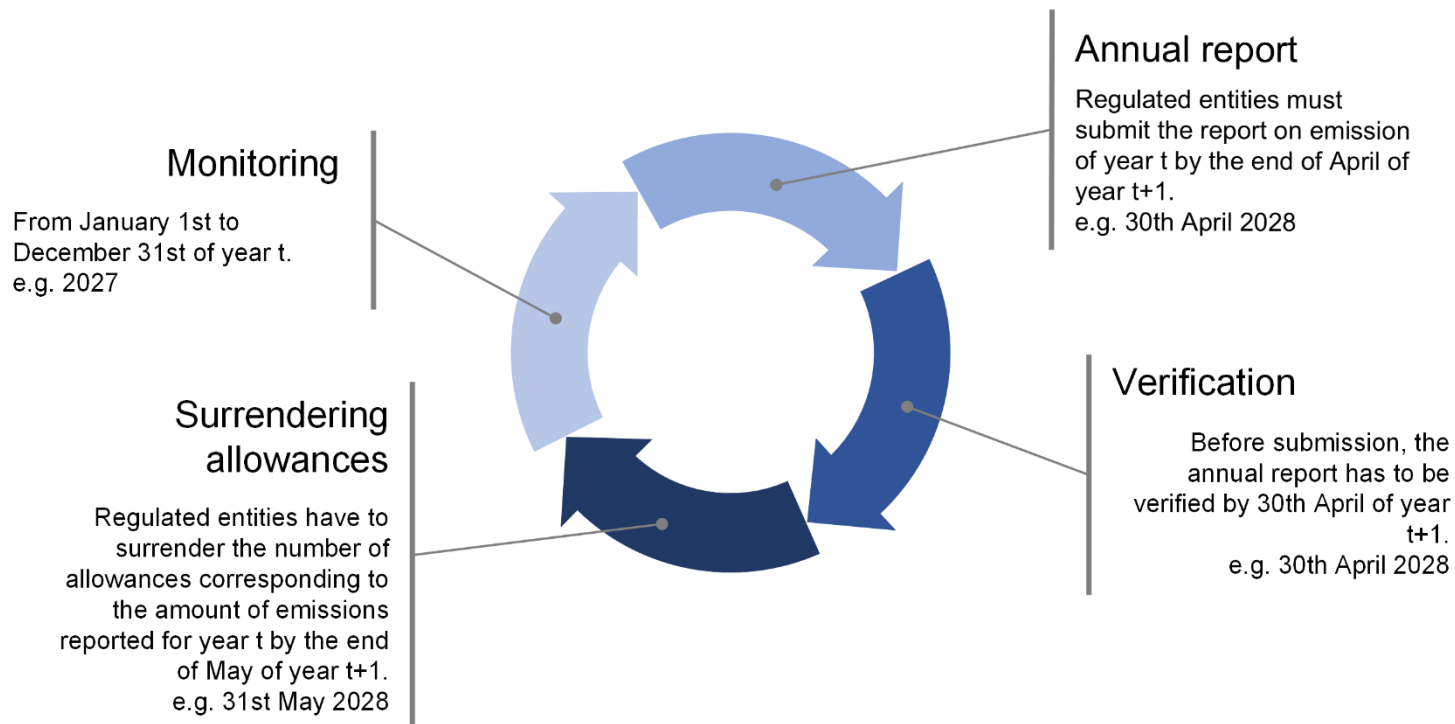 Monitoring
From January 1st to
December 31st of year t.
e.g. 2027
Annual report
Regulated entities must
submit the report on emission
of year t by the end of April of
year t+1.
e.g. 30th April 2028
Verification
Before submission, the
annual report has to be
verified by 30th April of year
t+1.
e.g. 30th April 2028
Surrendering
allowances
Regulated entities have to
surrender the number of
allowances corresponding to
the amount of emissions
reported for year t by the end
of May of year t+1.
e.g. 31st May 2028